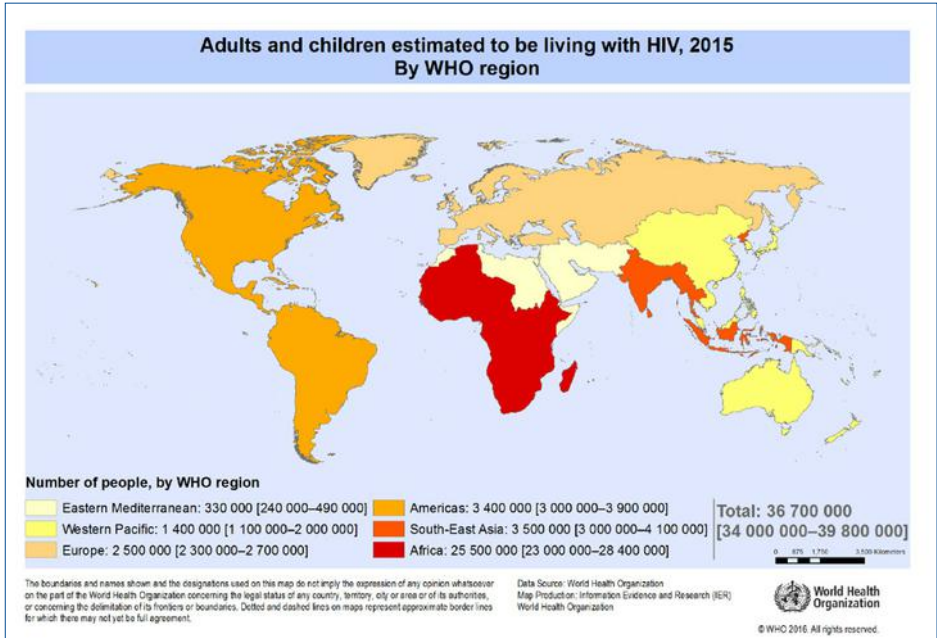 Adults and children estimated to be living with HIV, 2015
By WHO region
Number of people, by WHO region
Eastern Mediterranean: 330 000 [240 000–490 000]
Western Pacific: 1 400 000 [1 100 000–2 000 000]
Europe: 2 500 000 [2 300 000–2 700 000]
Americas: 3 400 000 [3 000 000–3 900 000]
South-East Asia: 3 500 000 [3 000 000–4 100 000]
Africa: 25 500 000 [23 000 000–28 400 000]
Total: 36 700 000
[34 000 000–39 800 000]
0 875 1,750 3,500 Kilometers
The boundaries and names shown and the designations used on this map do not imply the expression of any opinion whatsoever
on the part of the World Health Organization concerning the legal status of any country, territory, city or area or of its authorities,
or concerning the delimitation of its frontiers or boundaries. Dotted and dashed lines on maps represent approximate border lines
for which there may not yet be full agreement.
Data Source: World Health Organization
Map Production: Information Evidence and Research (IER)
World Health Organization
World Health
Organization
© WHO 2016. All rights reserved.